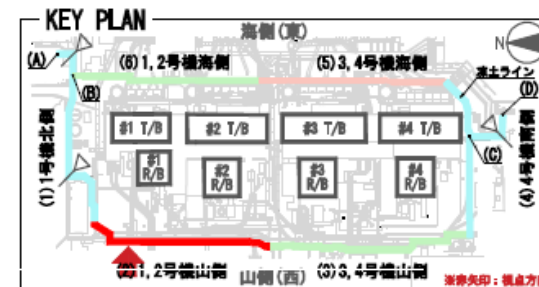 KEY PLAN
海側(東)
N
(A)
(6)1,2号機海側
(5)3,4号機海側
凍土ライン
(D)
(B)
#1 T/B
#2 T/B
#3 T/B
#4 T/B
(C)
#1
R/B
#2
R/B
#3
R/B
#4
R/B
(1)1号機北側
(4)4号機南側
(2)1,2号機山側
山側(西)
(3)3,4号機山側
※赤矢印：視点方向